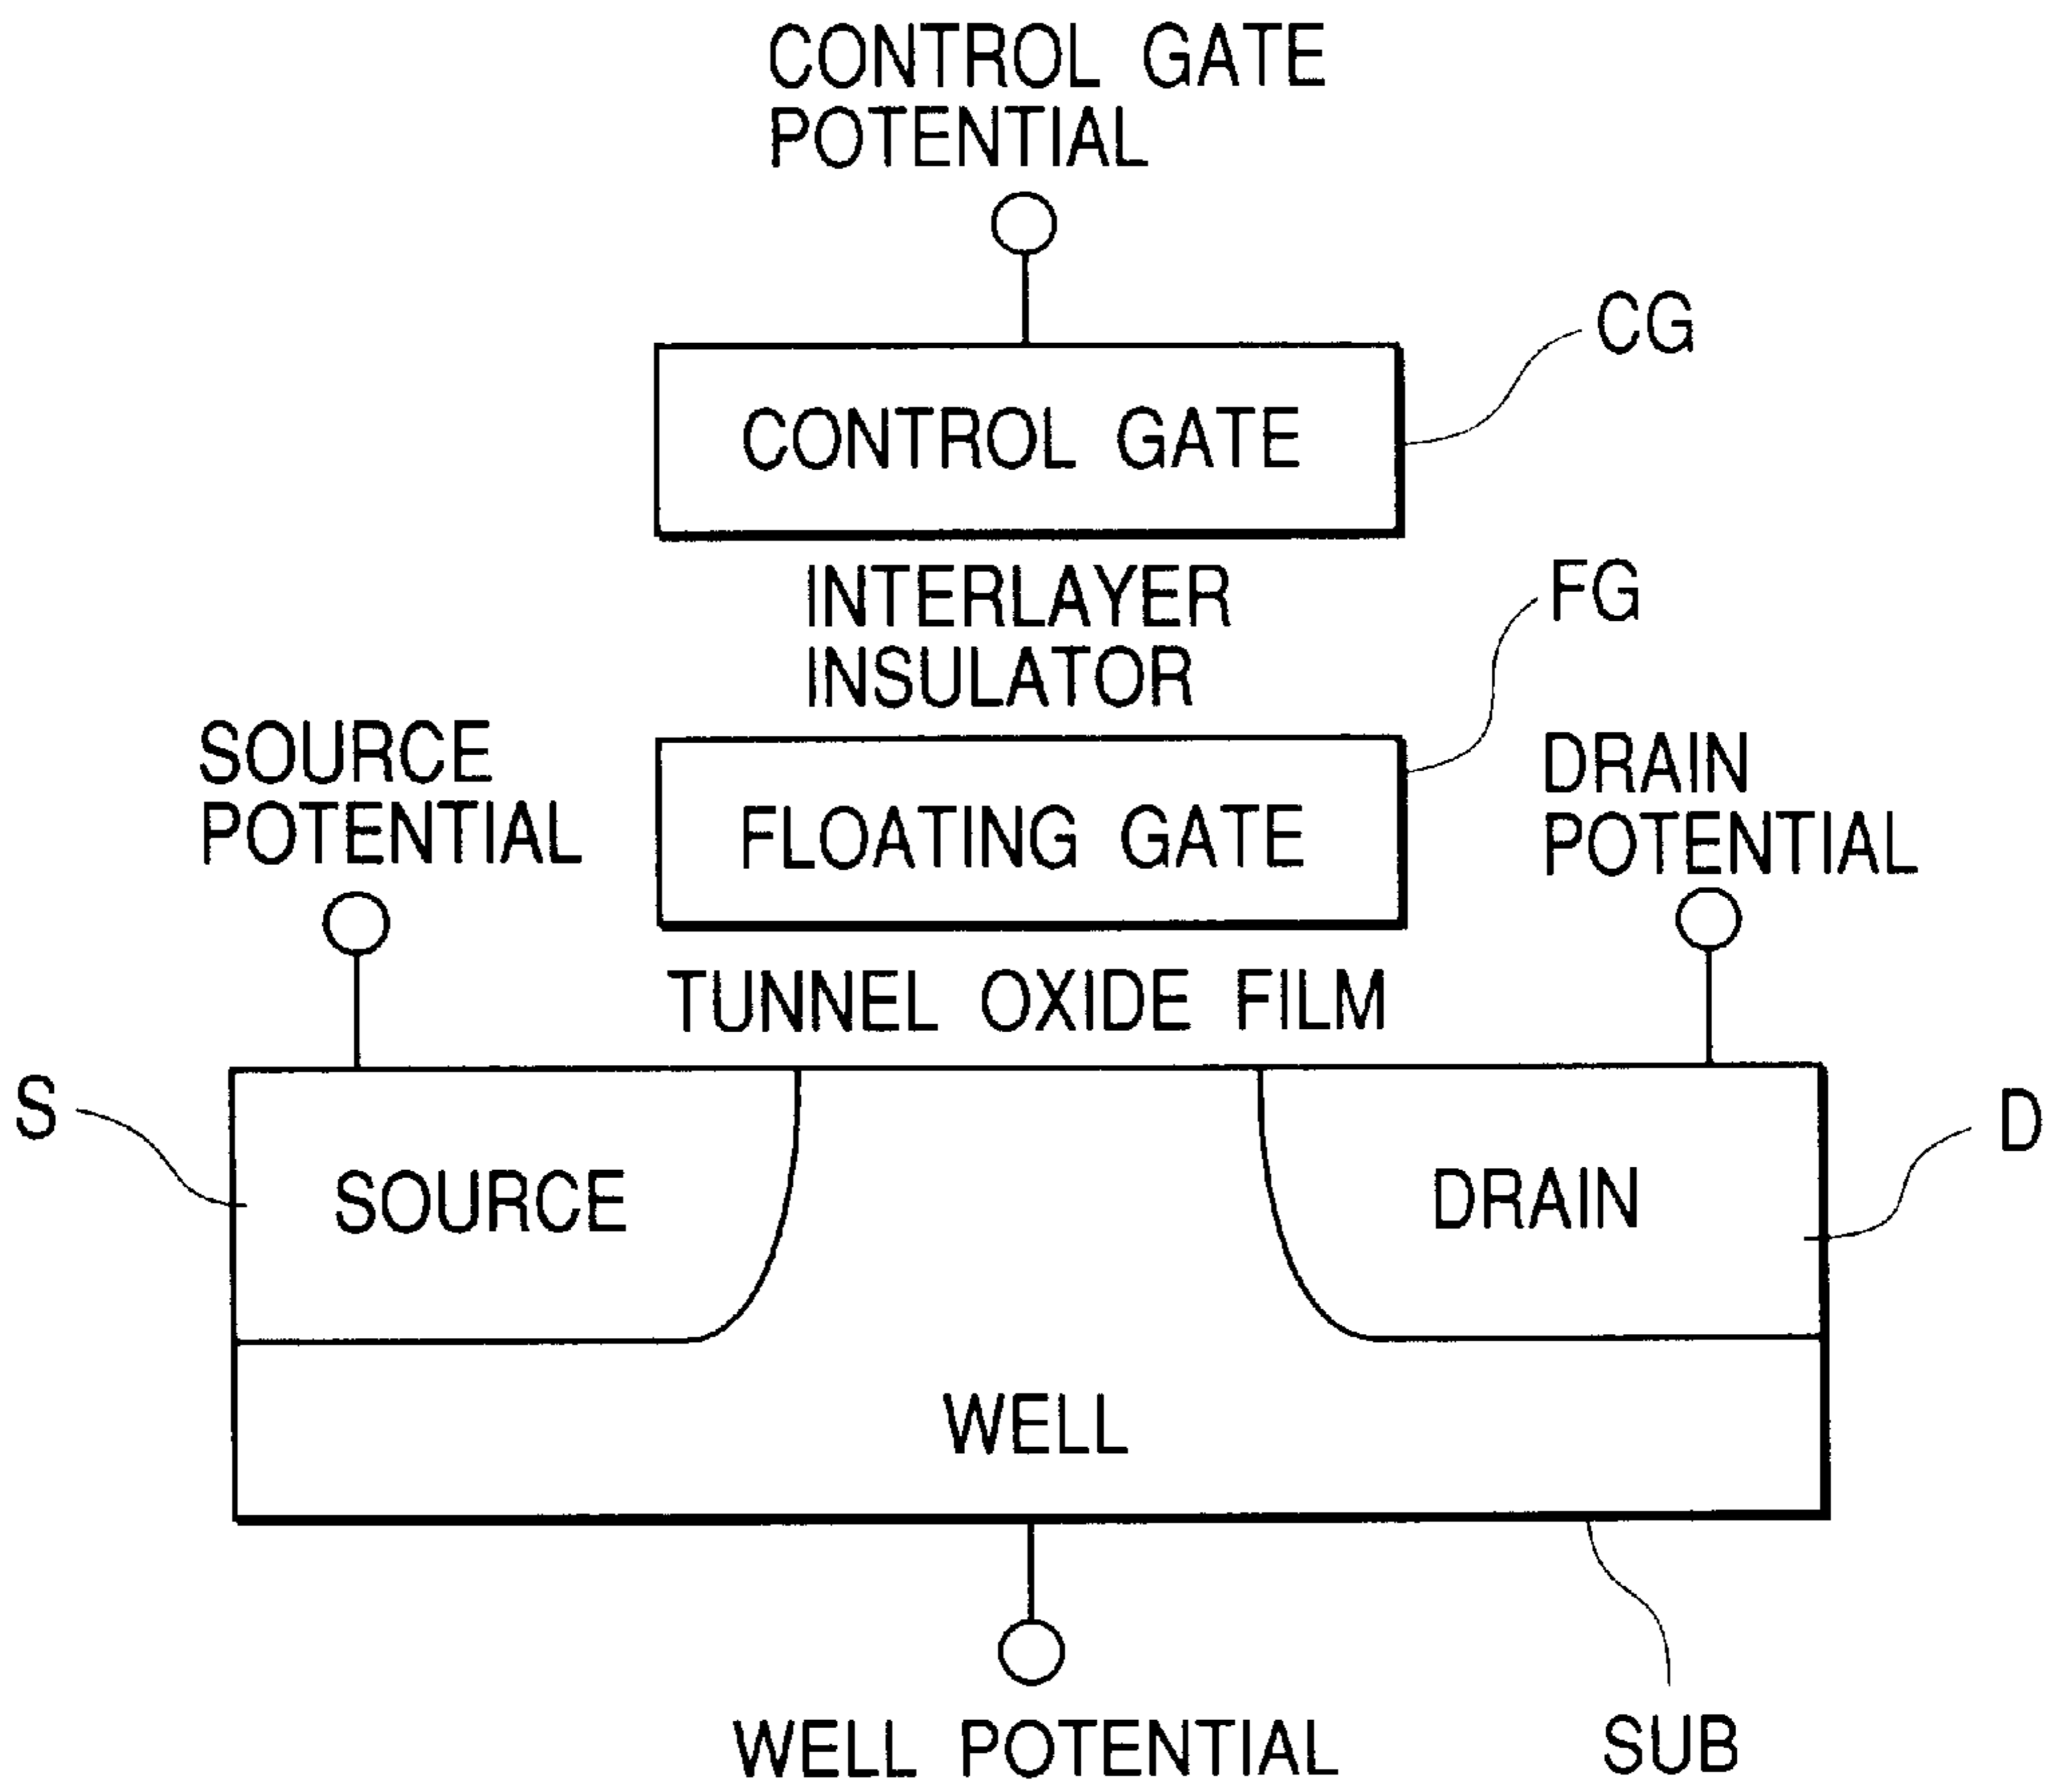 CONTROL GATE
POTENTIAL
CG
CONTROL GATE
INTERLAYER
INSULATOR
FG
SOURCE
POTENTIAL
DRAIN
POTENTIAL
FLOATING GATE
TUNNEL OXIDE FILM
S
D
SOURCE
DRAIN
WELL
WELL POTENTIAL
SUB